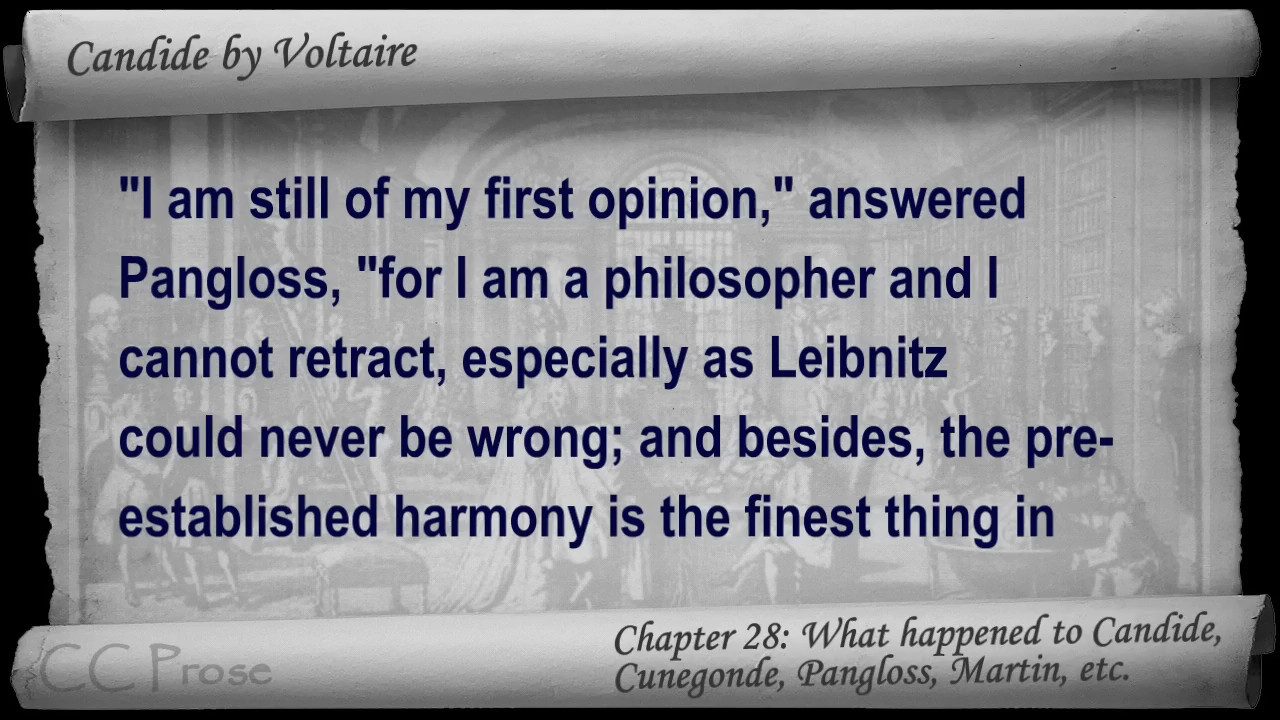 Candide by Voltaire
"I am still of my first opinion," answered
Pangloss, "for I am a philosopher and I
cannot retract, especially as Leibnitz
could never be wrong; and besides, the pre-
established harmony is the finest thing in
Chapter 28: What happened to Candide,
Cunegonde, Pangloss, Martin, etc.
CC Prose